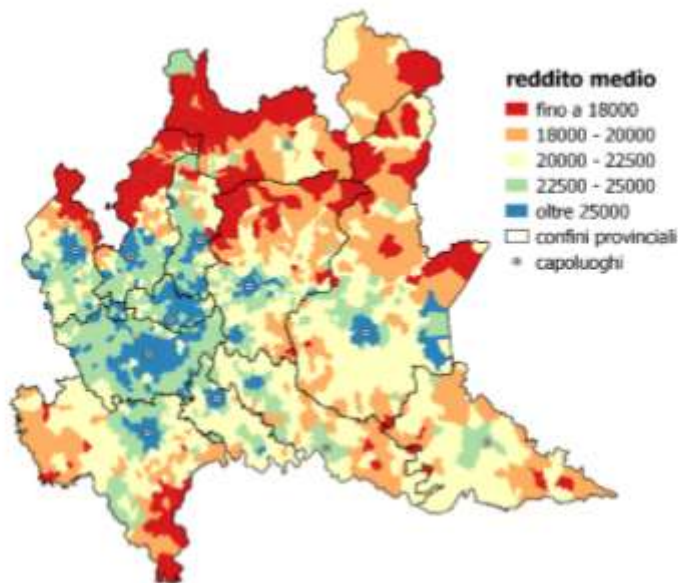 reddito medio
fino a 18000
18000 - 20000
20000 - 22500
22500 - 25000
oltre 25000
confini provinciali
capoluoghi